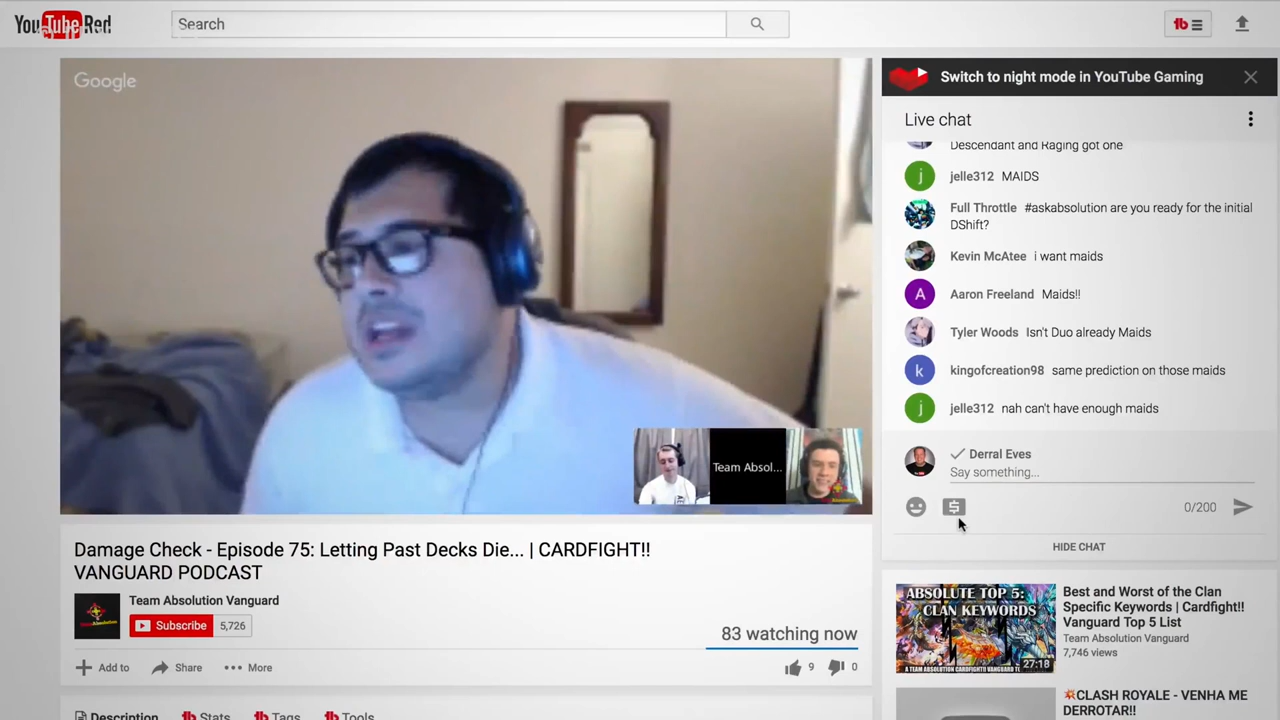 YouTube Red
Search
Google
Team Absol...
Switch to night mode in YouTube Gaming
Live chat
Descendant and Raging got one
jelle312 MAIDS
Full Throttle #askabsolution are you ready for the initial
DShift?
Kevin McAtee i want maids
A
Aaron Freeland Maids!!
Tyler Woods Isn't Duo already Maids
k
kingofcreation98 same prediction on those maids
j
jelle312 nah can't have enough maids
Derral Eves
Say something...
0/200
HIDE CHAT
Damage Check - Episode 75: Letting Past Decks Die... | CARDFIGHT!!
VANGUARD PODCAST
Team Absolution Vanguard
Subscribe 5,726
83 watching now
Add to Share More
9 0
Description Stats Tags Tools
ABSOLUTE TOP 5:
CLAN KEYWORDS
27:18
Best and Worst of the Clan
Specific Keywords | Cardfight!!
Vanguard Top 5 List
Team Absolution Vanguard
7,746 views
💥CLASH ROYALE - VENHA ME
DERROTAR!!